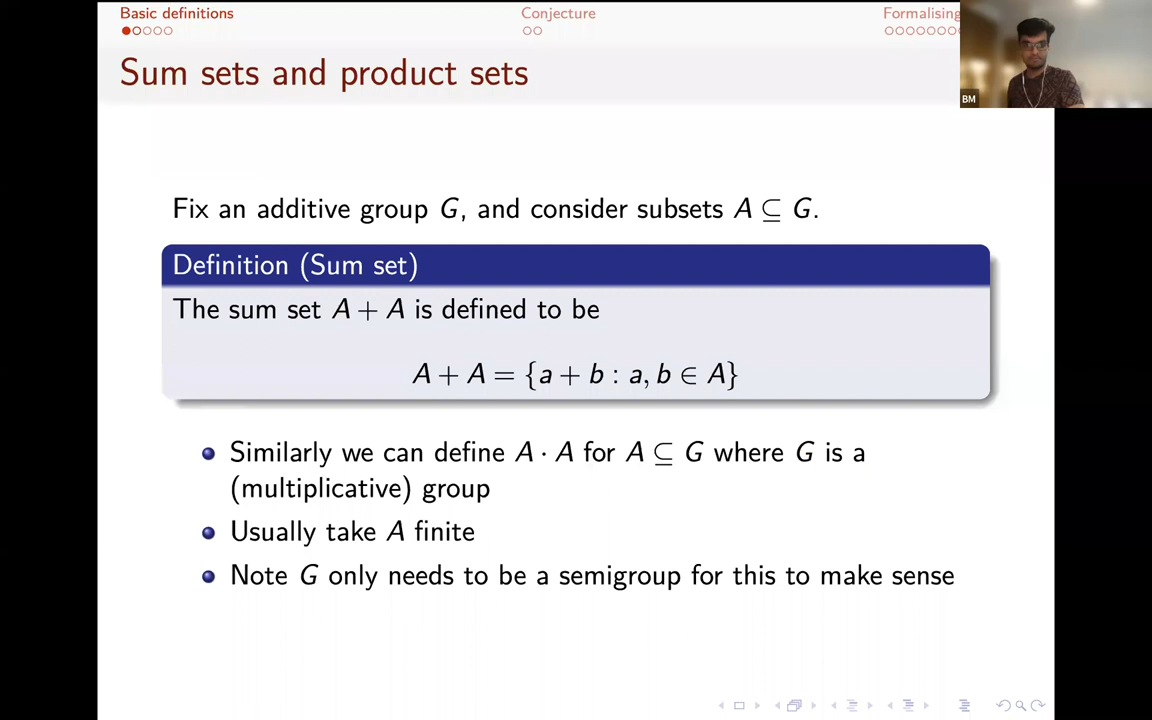 Basic definitions
Conjecture
Formalising
BM
Sum sets and product sets
Fix an additive group G, and consider subsets A ⊆ G.
Definition (Sum set)
The sum set A + A is defined to be
A + A = {a + b : a, b ∈ A}
Similarly we can define A · A for A ⊆ G where G is a
(multiplicative) group
Usually take A finite
Note G only needs to be a semigroup for this to make sense